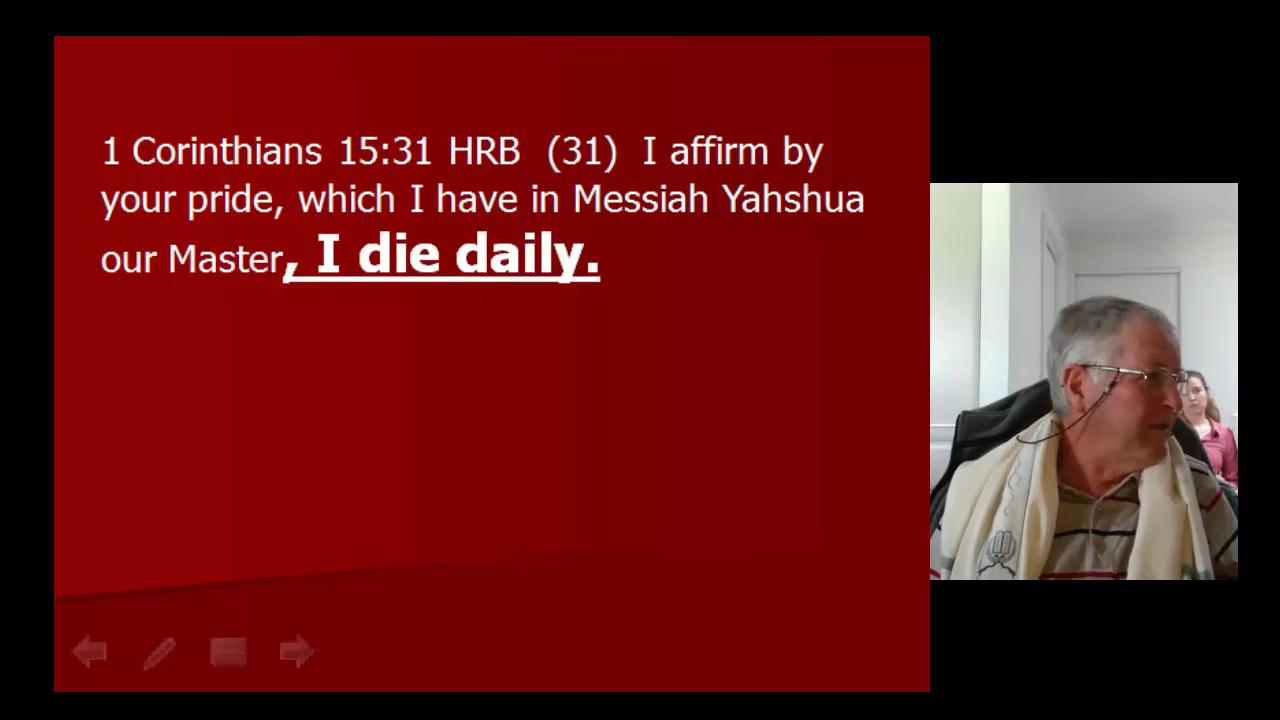 1 Corinthians 15:31 HRB (31) I affirm by
your pride, which I have in Messiah Yahshua
our Master, I die daily.